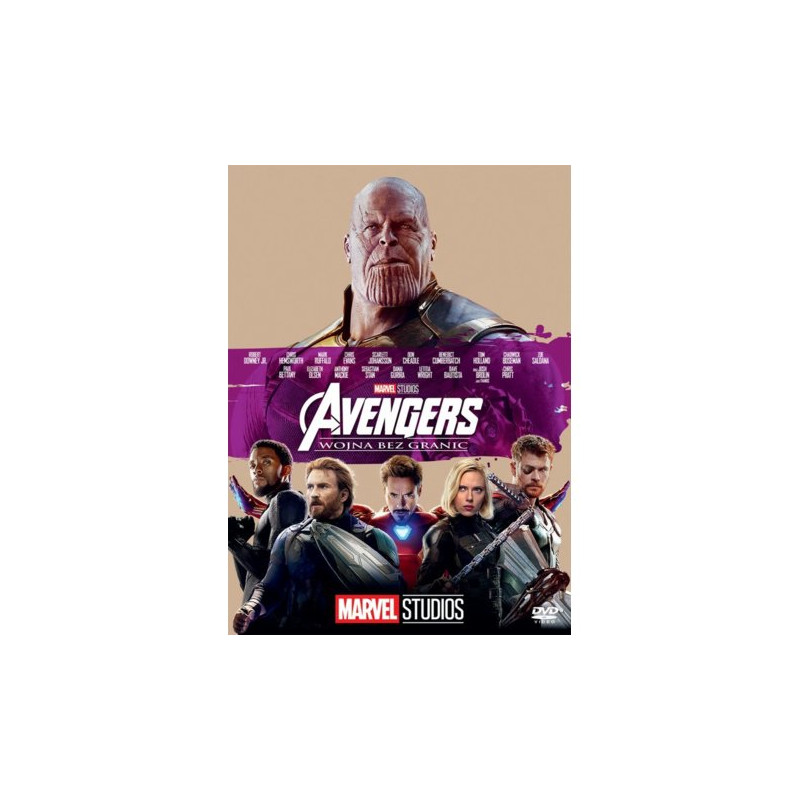 ROBERT DOWNEY JR. CHRIS HEMSWORTH MARK RUFFALO CHRIS EVANS SCARLETT JOHANSSON DON CHEADLE BENEDICT CUMBERBATCH TOM HOLLAND CHADWICK BOSEMAN ZOE SALDANA
PAUL BETTANY ELIZABETH OLSEN ANTHONY MACKIE SEBASTIAN STAN DANAI GURIRA LETITIA WRIGHT DAVE BAUTISTA JOSH BROLIN CHRIS PRATT
MARVEL STUDIOS
AVENGERS
WOJNA BEZ GRANIC
MARVEL STUDIOS
DVD
VIDEO